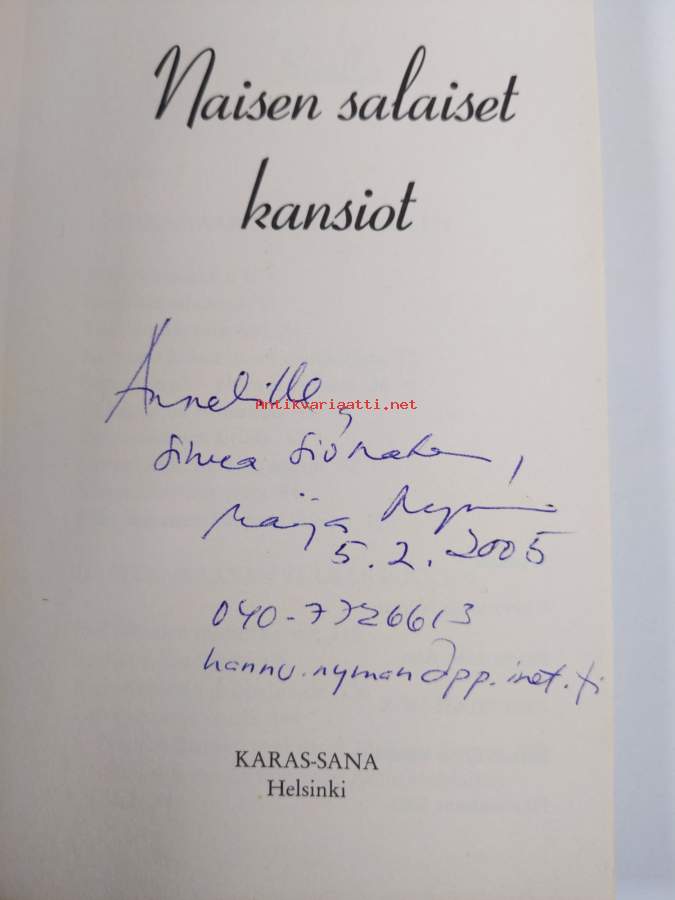 Naisen salaiset
kansiot
Annelille,
Antikvariaatti.net
Siunaten,
Maija Nyman
5.2.2005
040-7726613
hannu.nyman@pp.inet.fi
KARAS-SANA
Helsinki